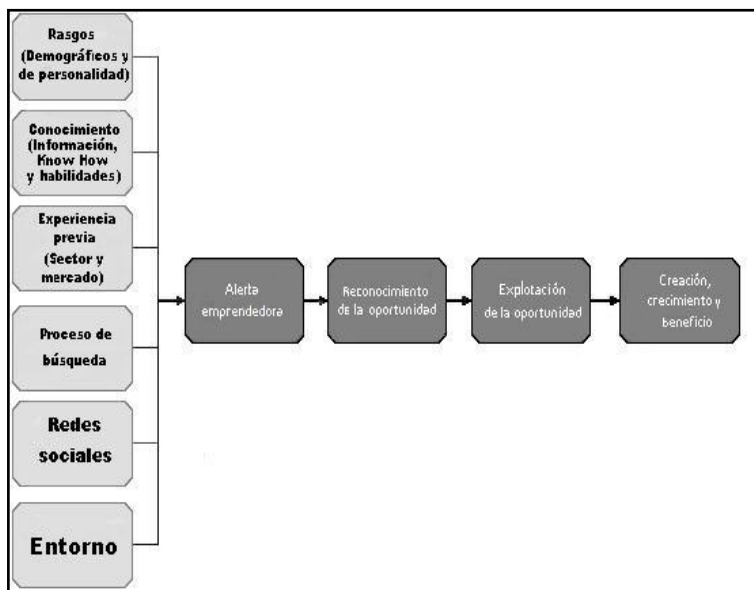 Rasgos
(Demográficos y
de personalidad)
Conocimiento
(Información,
Know How
y habilidades)
Experiencia
previa
(Sector y
mercado)
Proceso de
búsqueda
Redes
sociales
Entorno
Alerta
emprendedora
Reconocimiento
de la oportunidad
Explotación
de la oportunidad
Creación,
crecimiento y
beneficio